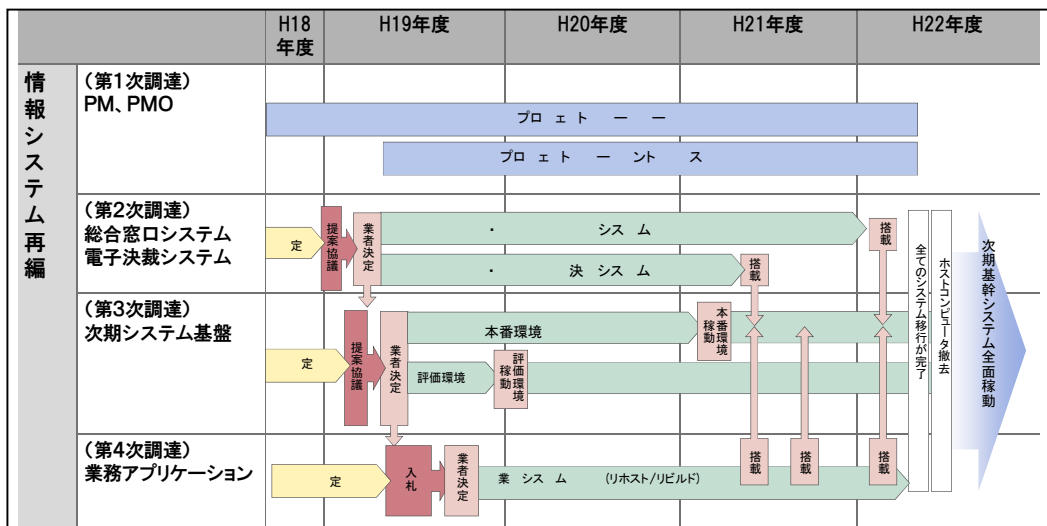 H18
年度
H19年度
H20年度
H21年度
H22年度
情報システム再編
（第1次調達）
PM、PMO
プロ ェ ト ー ー
プロ ェ ト ー ント ス
（第2次調達）
総合窓口システム
電子決裁システム
定
提案協議
業者決定
・ システ ム
・ 決 シス テ ム
搭載
搭載
（第3次調達）
次期システム基盤
定
提案協議
業者決定
本番環境
本番環境
稼動
評価環境
評価環境
稼動
（第4次調達）
業務アプリケーション
定
入札
業者決定
業 シス テ ム (リホスト/リビルド)
搭載
搭載
搭載
全てのシステム移行が完了
ホストコンピュータ撤去
次期基幹システム全面稼動